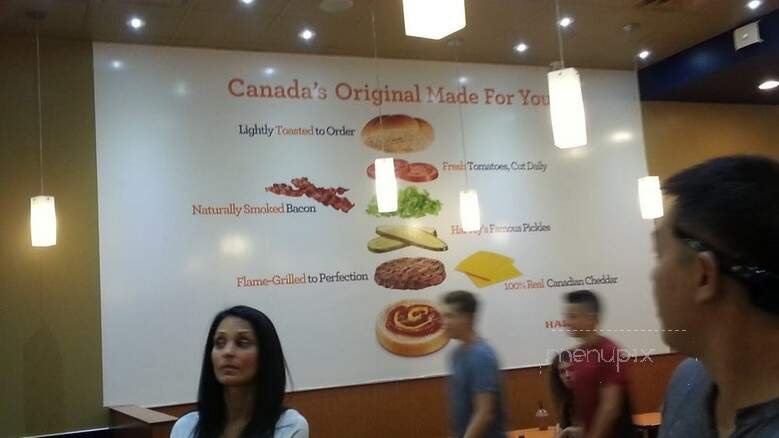 Canada's Original Made For You
Lightly Toasted to Order
Fresh Tomatoes, Cut Daily
Naturally Smoked Bacon
Harvey's Famous Pickles
Flame-Grilled to Perfection
100% Real Canadian Cheddar
menupix